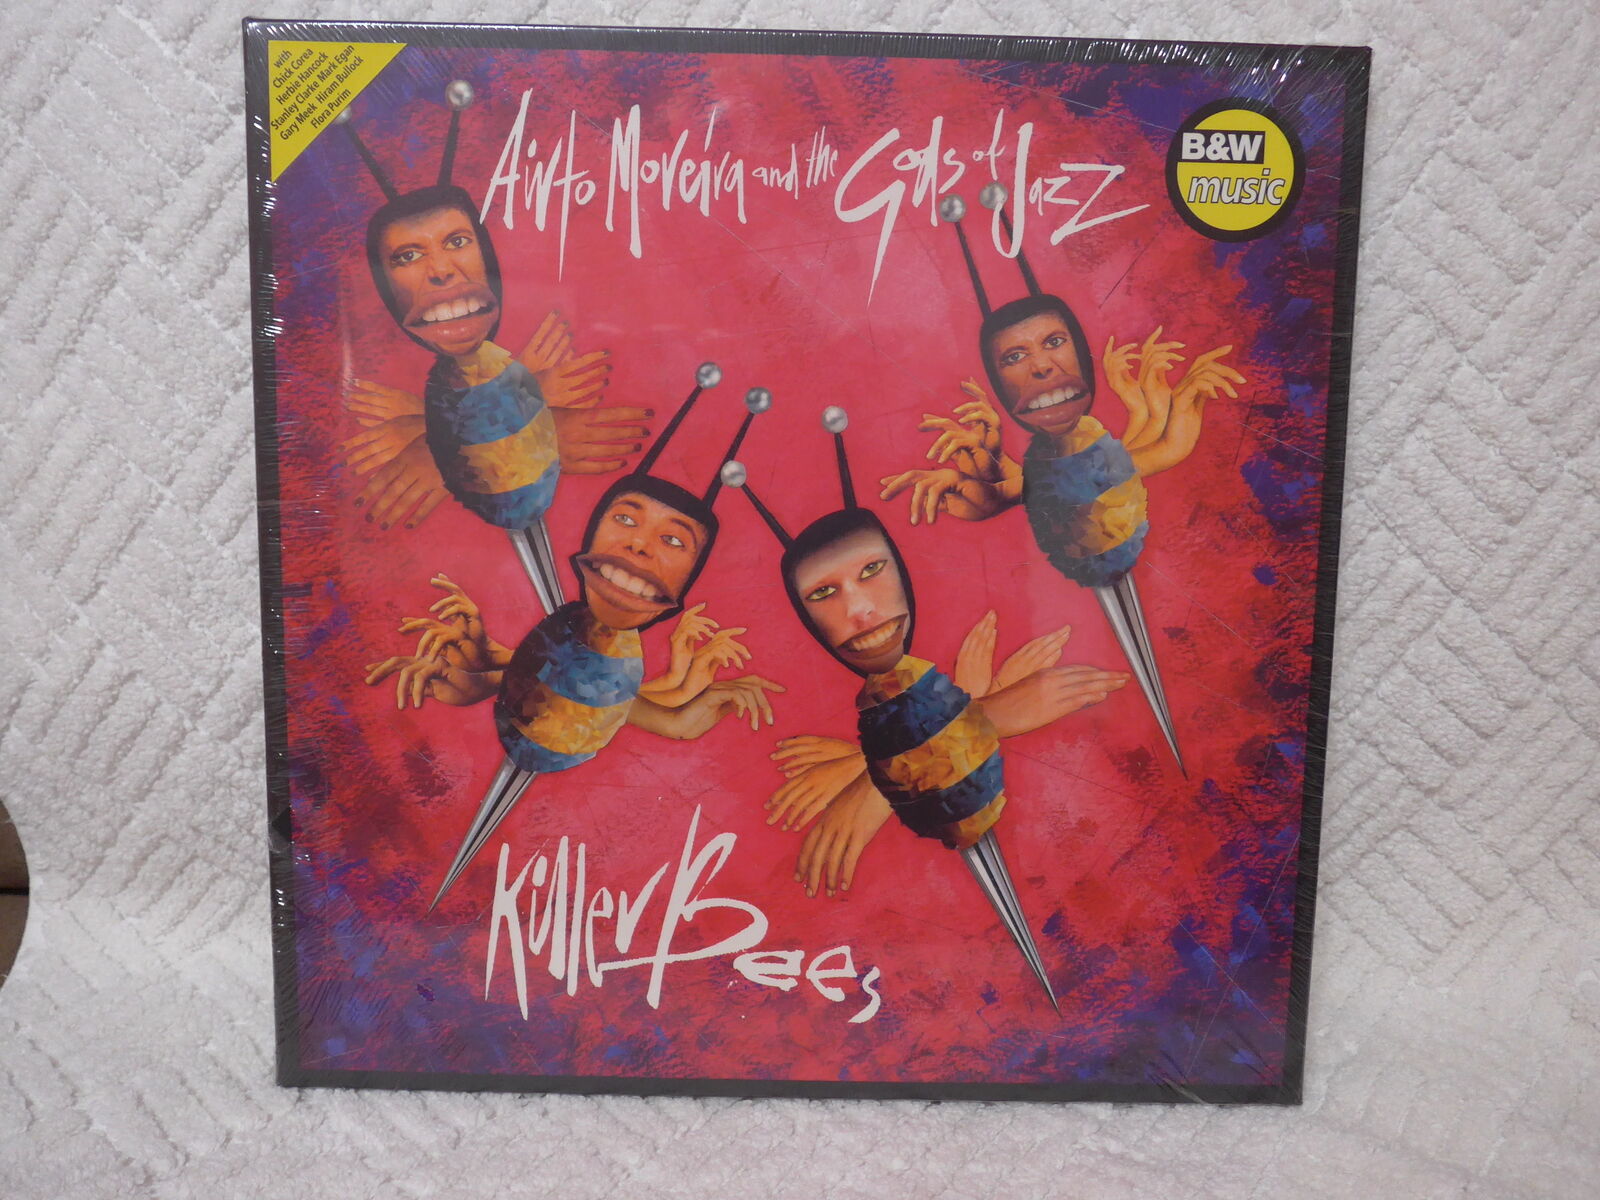 with
Chick Corea
Herbie Hancock
Stanley Clarke Mark Egan
Gary Meek Hiram Bullock
Flora Purim
Airto Moreira and the Gods of Jazz
B&W
music
Killer Bees